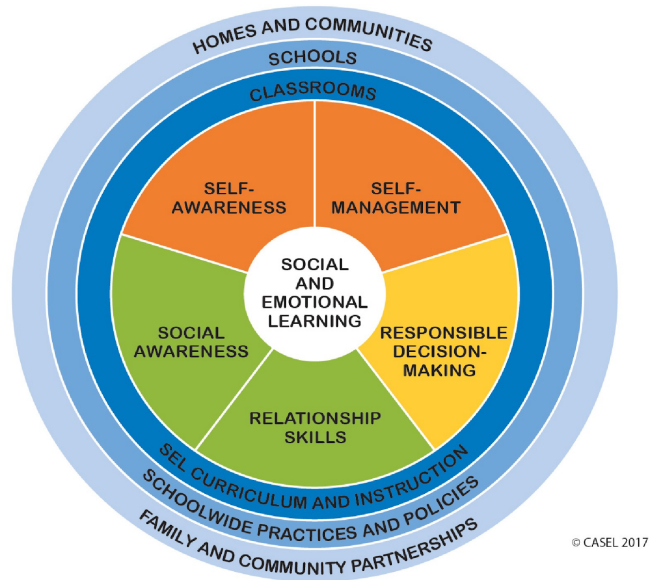 HOMES AND COMMUNITIES
SCHOOLS
CLASSROOMS
SELF-
AWARENESS
SELF-
MANAGEMENT
SOCIAL
AND
EMOTIONAL
LEARNING
SOCIAL
AWARENESS
RESPONSIBLE
DECISION-
MAKING
RELATIONSHIP
SKILLS
SEL CURRICULUM AND INSTRUCTION
SCHOOLWIDE PRACTICES AND POLICIES
FAMILY AND COMMUNITY PARTNERSHIPS
© CASEL 2017